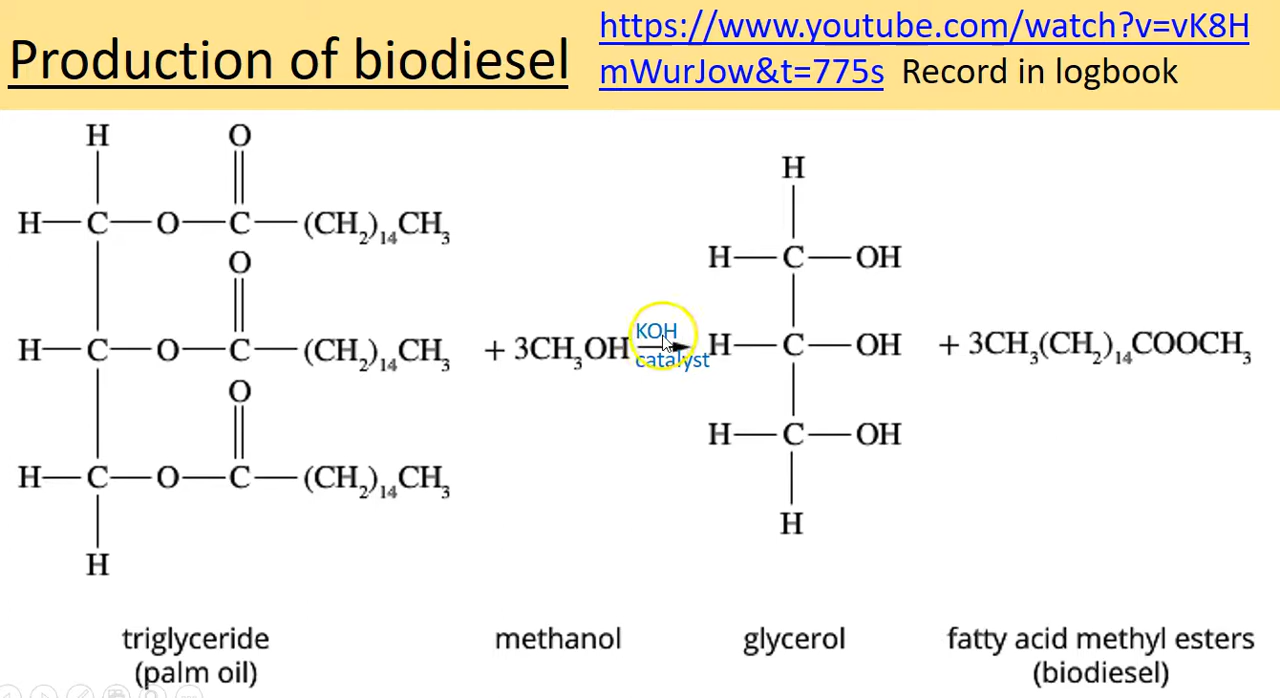 Production of biodiesel
https://www.youtube.com/watch?v=vK8H
mWurJow&t=775s Record in logbook
H O
H—C—O—C—(CH₂)₁₄CH₃
O
H—C—O—C—(CH₂)₁₄CH₃
O
H—C—O—C—(CH₂)₁₄CH₃
H
+ 3CH₃OH
KOH
catalyst
H
H—C—OH
H—C—OH
H—C—OH
H
+ 3CH₃(CH₂)₁₄COOCH₃
triglyceride
(palm oil)
methanol
glycerol
fatty acid methyl esters
(biodiesel)